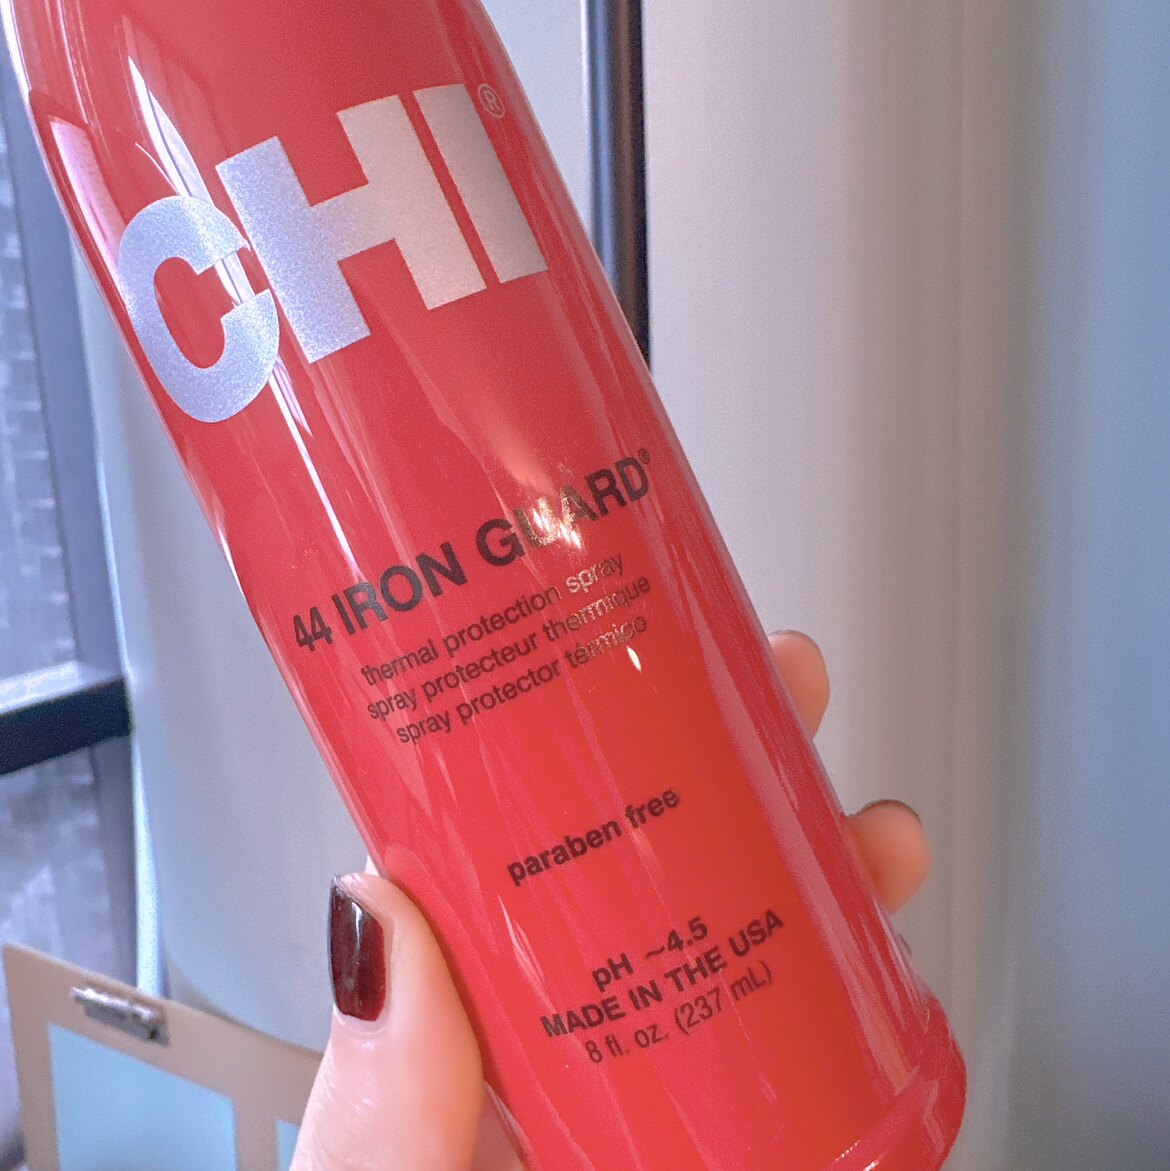 CHI®
44 IRON GUARD®
thermal protection spray
spray protecteur thermique
spray protector térmico
paraben free
pH ~4.5
MADE IN THE USA
8 fl. oz. (237 mL)